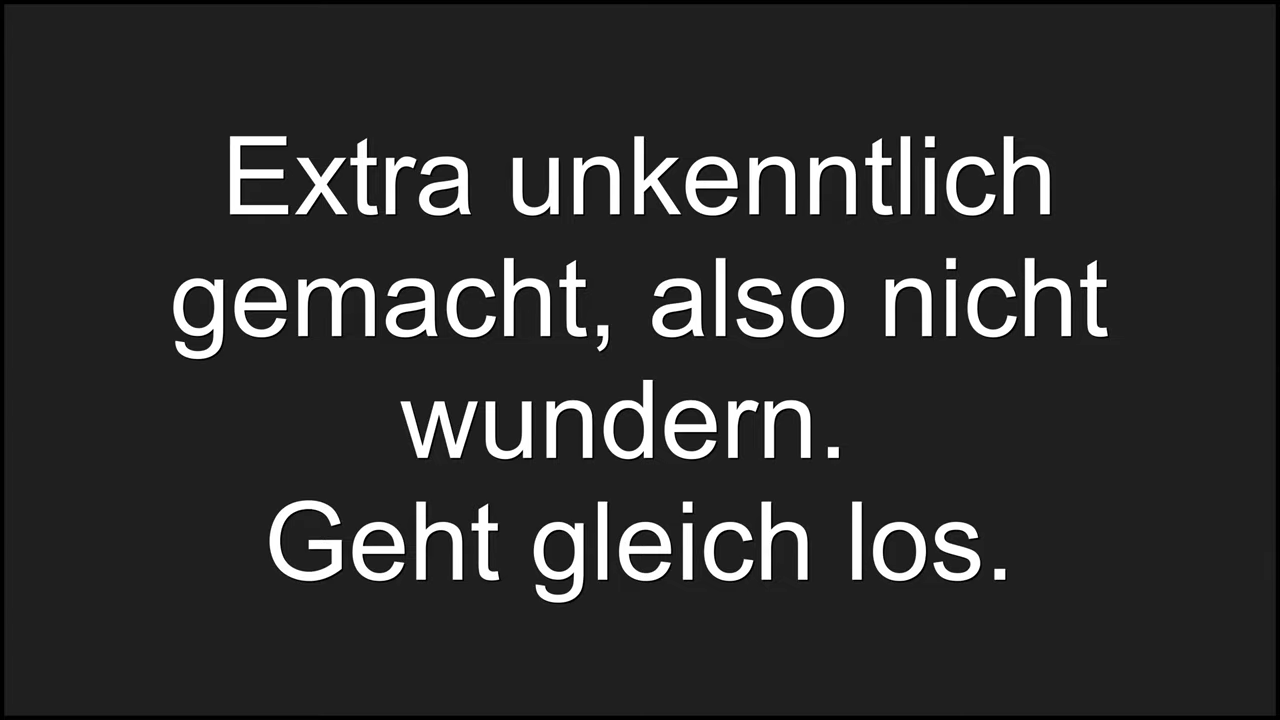 Extra unkenntlich
gemacht, also nicht
wundern.
Geht gleich los.